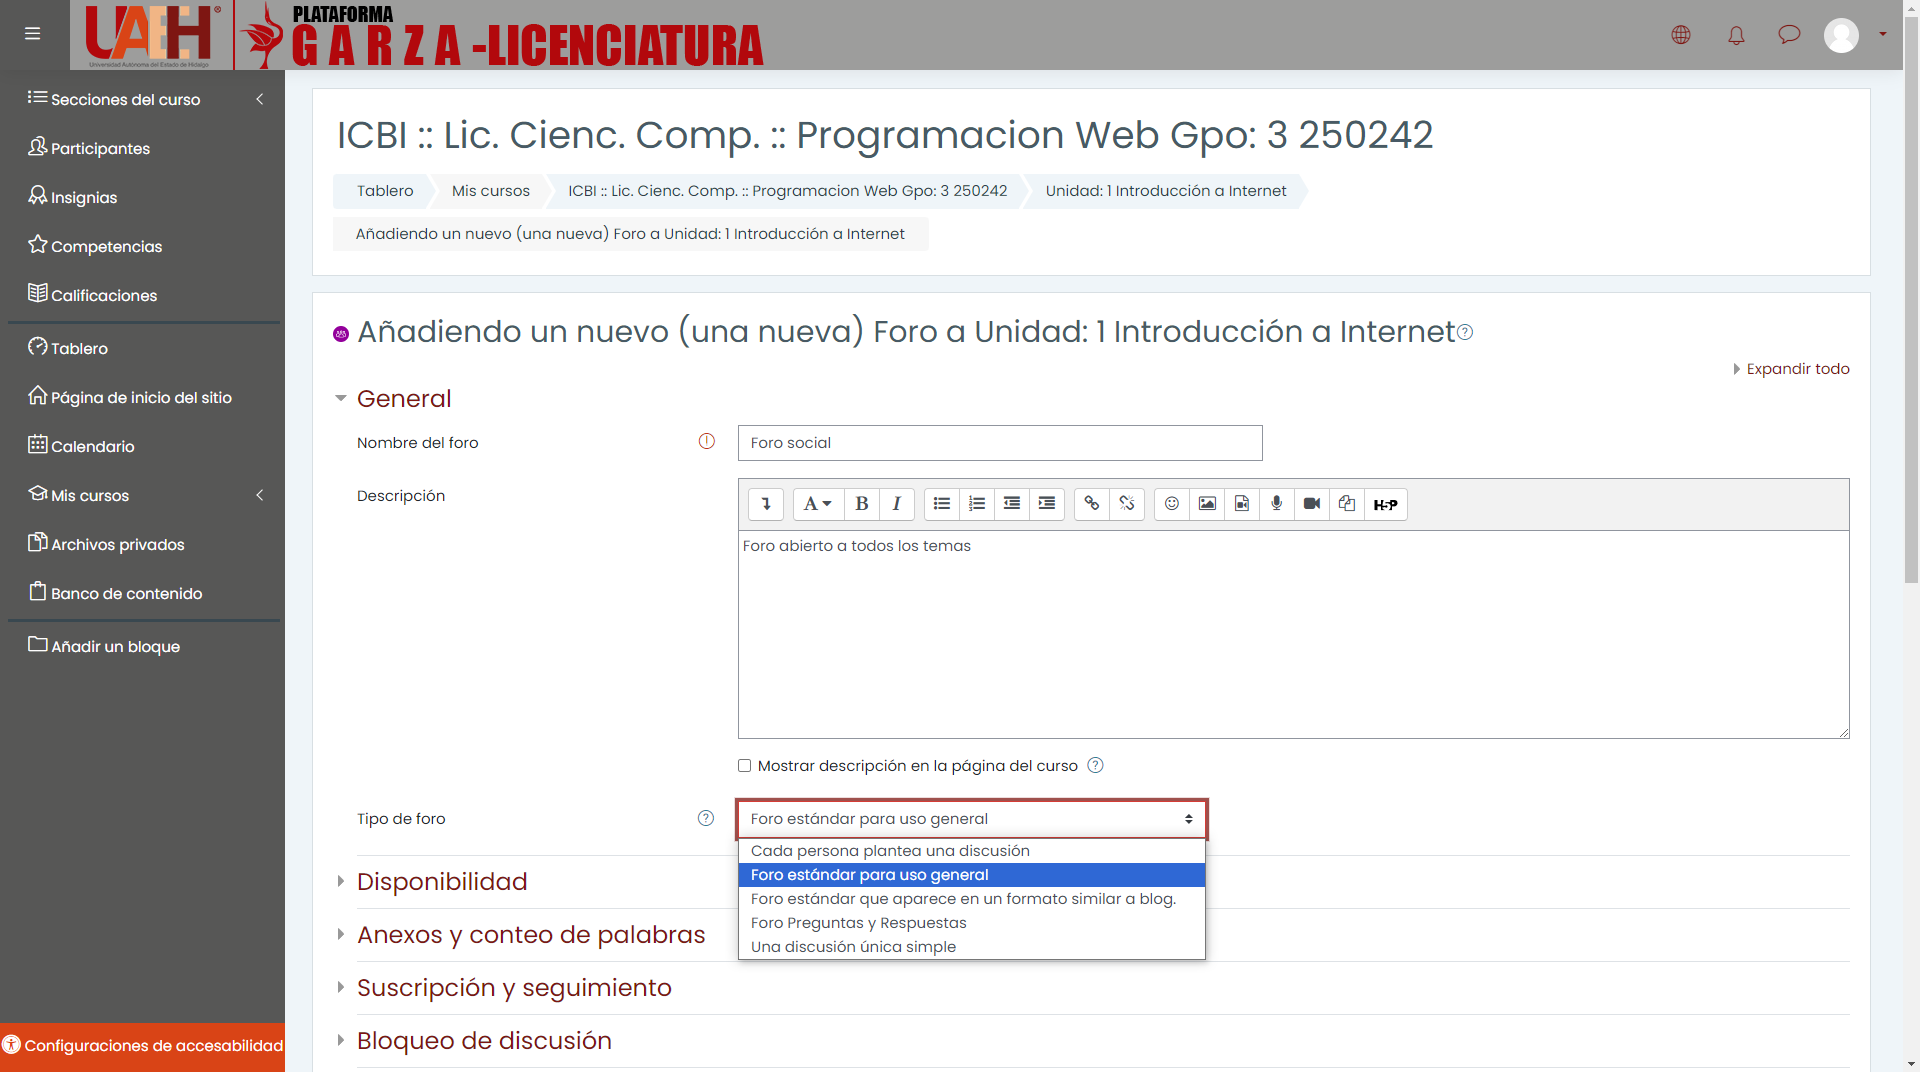 UAEH®
Universidad Autónoma del Estado de Hidalgo
PLATAFORMA
GARZA -LICENCIATURA
Secciones del curso
Participantes
Insignias
Competencias
Calificaciones
Tablero
Página de inicio del sitio
Calendario
Mis cursos
Archivos privados
Banco de contenido
Añadir un bloque
Configuraciones de accesabilidad
ICBI :: Lic. Cienc. Comp. :: Programacion Web Gpo: 3 250242
Tablero Mis cursos ICBI :: Lic. Cienc. Comp. :: Programacion Web Gpo: 3 250242 Unidad: 1 Introducción a Internet
Añadiendo un nuevo (una nueva) Foro a Unidad: 1 Introducción a Internet
Añadiendo un nuevo (una nueva) Foro a Unidad: 1 Introducción a Internet
Expandir todo
General
Nombre del foro Foro social
Descripción
A B I H5P
Foro abierto a todos los temas
Mostrar descripción en la página del curso
Tipo de foro Foro estándar para uso general
Cada persona plantea una discusión
Foro estándar para uso general
Foro estándar que aparece en un formato similar a blog.
Foro Preguntas y Respuestas
Una discusión única simple
Disponibilidad
Anexos y conteo de palabras
Suscripción y seguimiento
Bloqueo de discusión